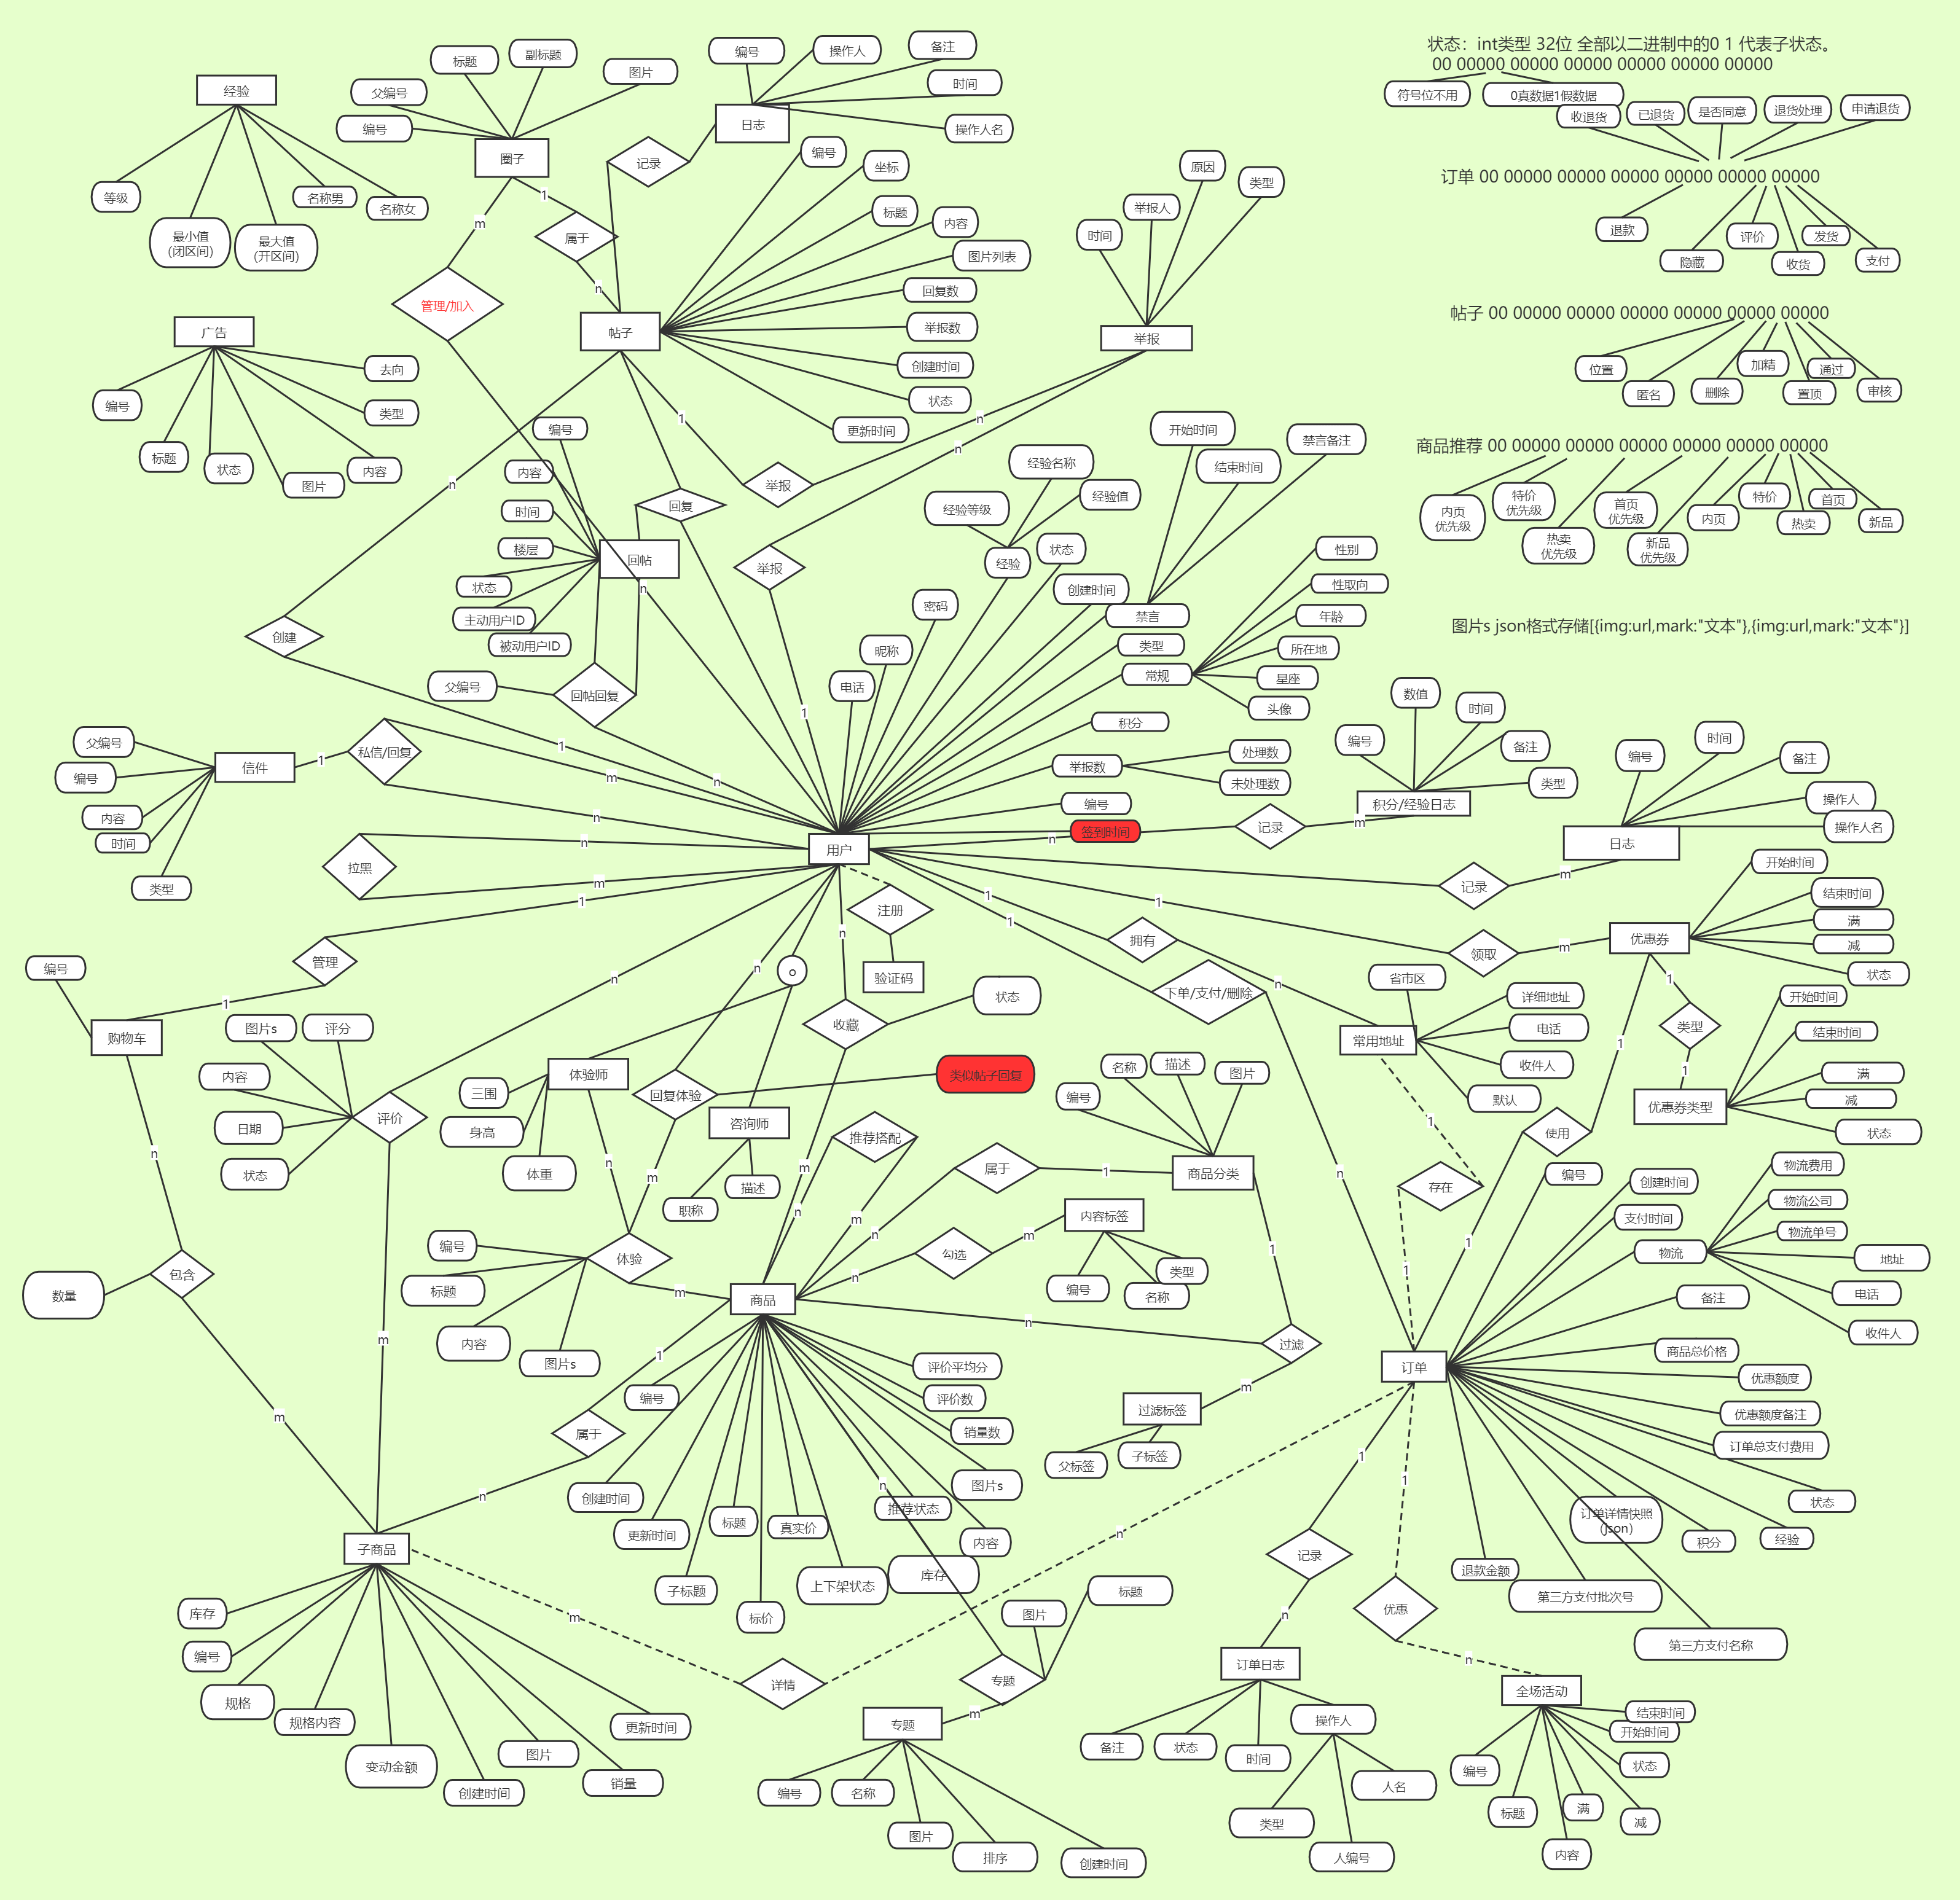 状态：int类型 32位 全部以二进制中的0 1 代表子状态。
00 00000 00000 00000 00000 00000 00000
符号位不用
0真数据1假数据
收退货
已退货
是否同意
退货处理
申请退货
订单 00 00000 00000 00000 00000 00000 00000
退款
隐藏
评价
收货
发货
支付
帖子 00 00000 00000 00000 00000 00000 00000
位置
匿名
删除
加精
置顶
通过
审核
商品推荐 00 00000 00000 00000 00000 00000 00000
内页
优先级
特价
优先级
热卖
优先级
首页
优先级
新品
优先级
内页
特价
热卖
首页
新品
图片s json格式存储[{img:url,mark:"文本"},{img:url,mark:"文本"}]
经验
等级
最小值
(闭区间)
最大值
(开区间)
名称男
名称女
广告
编号
标题
状态
图片
内容
类型
去向
圈子
编号
父编号
标题
副标题
图片
m
1
管理/加入
属于
n
日志
编号
操作人
备注
时间
操作人名
记录
帖子
编号
坐标
标题
内容
图片列表
回复数
举报数
创建时间
状态
更新时间
举报
时间
举报人
原因
类型
n
n
1
举报
举报
1
n
创建
1
回复
回帖
编号
内容
时间
楼层
状态
主动用户ID
被动用户ID
n
回帖回复
父编号
n
信件
父编号
编号
内容
时间
类型
1
私信/回复
m
n
拉黑
n
m
用户
电话
昵称
密码
经验
经验等级
经验名称
经验值
状态
创建时间
禁言
开始时间
结束时间
禁言备注
类型
常规
性别
性取向
年龄
所在地
星座
头像
积分
举报数
处理数
未处理数
编号
签到时间
n
记录
m
积分/经验日志
编号
数值
时间
备注
类型
记录
m
日志
编号
时间
备注
操作人
操作人名
1
领取
m
优惠券
开始时间
结束时间
满
减
状态
1
类型
1
优惠券类型
开始时间
结束时间
满
减
状态
1
使用
1
1
拥有
n
常用地址
省市区
详细地址
电话
收件人
默认
1
存在
1
1
下单/支付/删除
n
注册
验证码
1
管理
1
购物车
编号
n
包含
数量
m
n
评价
图片s
评分
内容
日期
状态
m
o
体验师
三围
身高
体重
n
咨询师
职称
描述
n
回复体验
类似帖子回复
m
体验
编号
标题
内容
图片s
m
n
收藏
状态
m
推荐搭配
n
m
商品
n
属于
1
商品分类
编号
名称
描述
图片
n
勾选
m
内容标签
编号
名称
类型
1
n
过滤
m
过滤标签
父标签
子标签
1
属于
n
编号
创建时间
更新时间
子标题
标题
标价
真实价
上下架状态
库存
推荐状态
内容
图片s
销量数
评价数
评价平均分
n
专题
图片
标题
m
专题
编号
名称
图片
排序
创建时间
子商品
库存
编号
规格
规格内容
变动金额
创建时间
图片
销量
更新时间
m
详情
n
订单
编号
创建时间
支付时间
物流
物流费用
物流公司
物流单号
地址
电话
收件人
备注
商品总价格
优惠额度
优惠额度备注
订单总支付费用
状态
经验
积分
订单详情快照
(json)
第三方支付名称
第三方支付批次号
退款金额
1
记录
n
订单日志
备注
状态
时间
操作人
类型
人编号
人名
1
优惠
n
全场活动
编号
标题
内容
满
减
状态
开始时间
结束时间